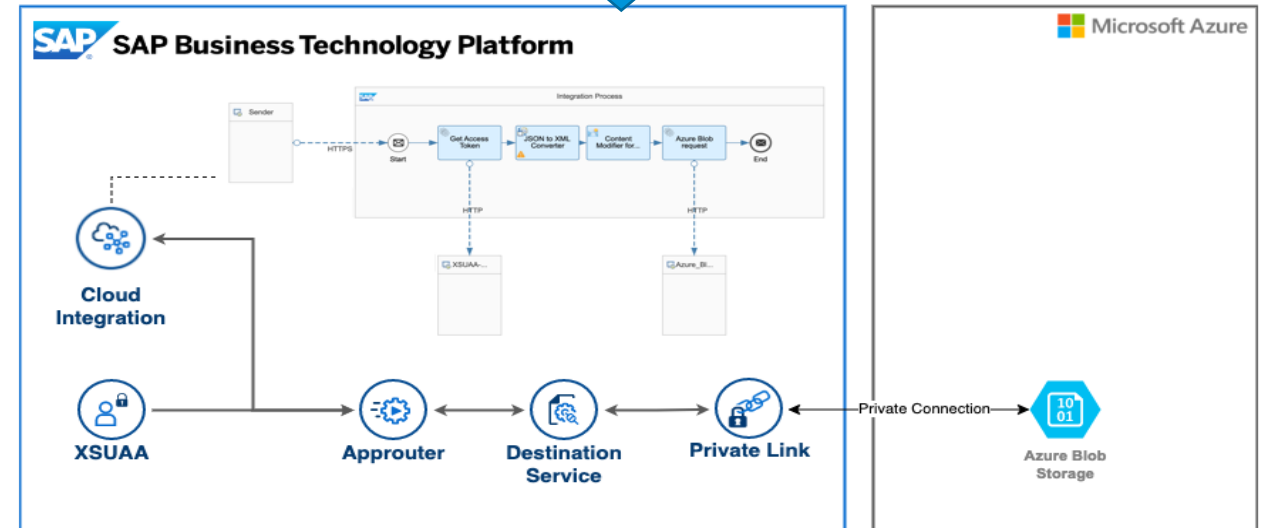 SAP
SAP Business Technology Platform
Microsoft Azure
SAP
Integration Process
Sender
HTTPS
Start
Get Access
Token
JSON to XML
Converter
Content
Modifier for...
Azure Blob
request
End
HTTP
HTTP
XSUAA-...
Azure_Bl...
Cloud
Integration
XSUAA
Approuter
Destination
Service
Private Link
Private Connection
10
01
Azure Blob
Storage